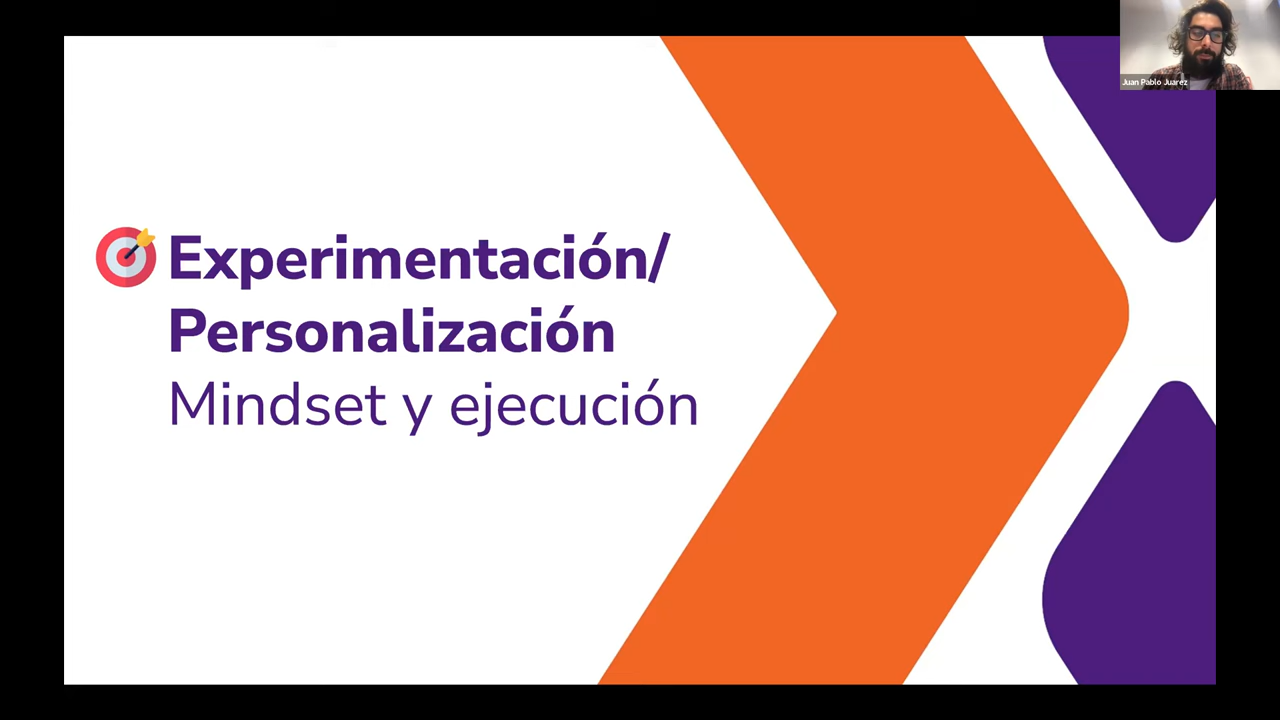 Juan Pablo Juarez
Experimentación/
Personalización
Mindset y ejecución